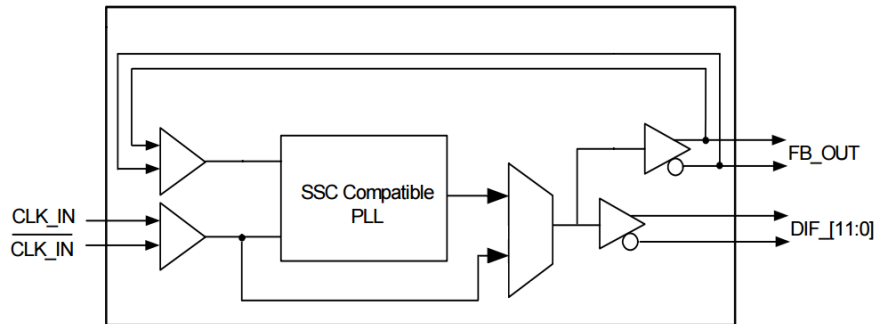 FB_OUT
SSC Compatible
PLL
CLK_IN
CLK_IN
DIF_[11:0]